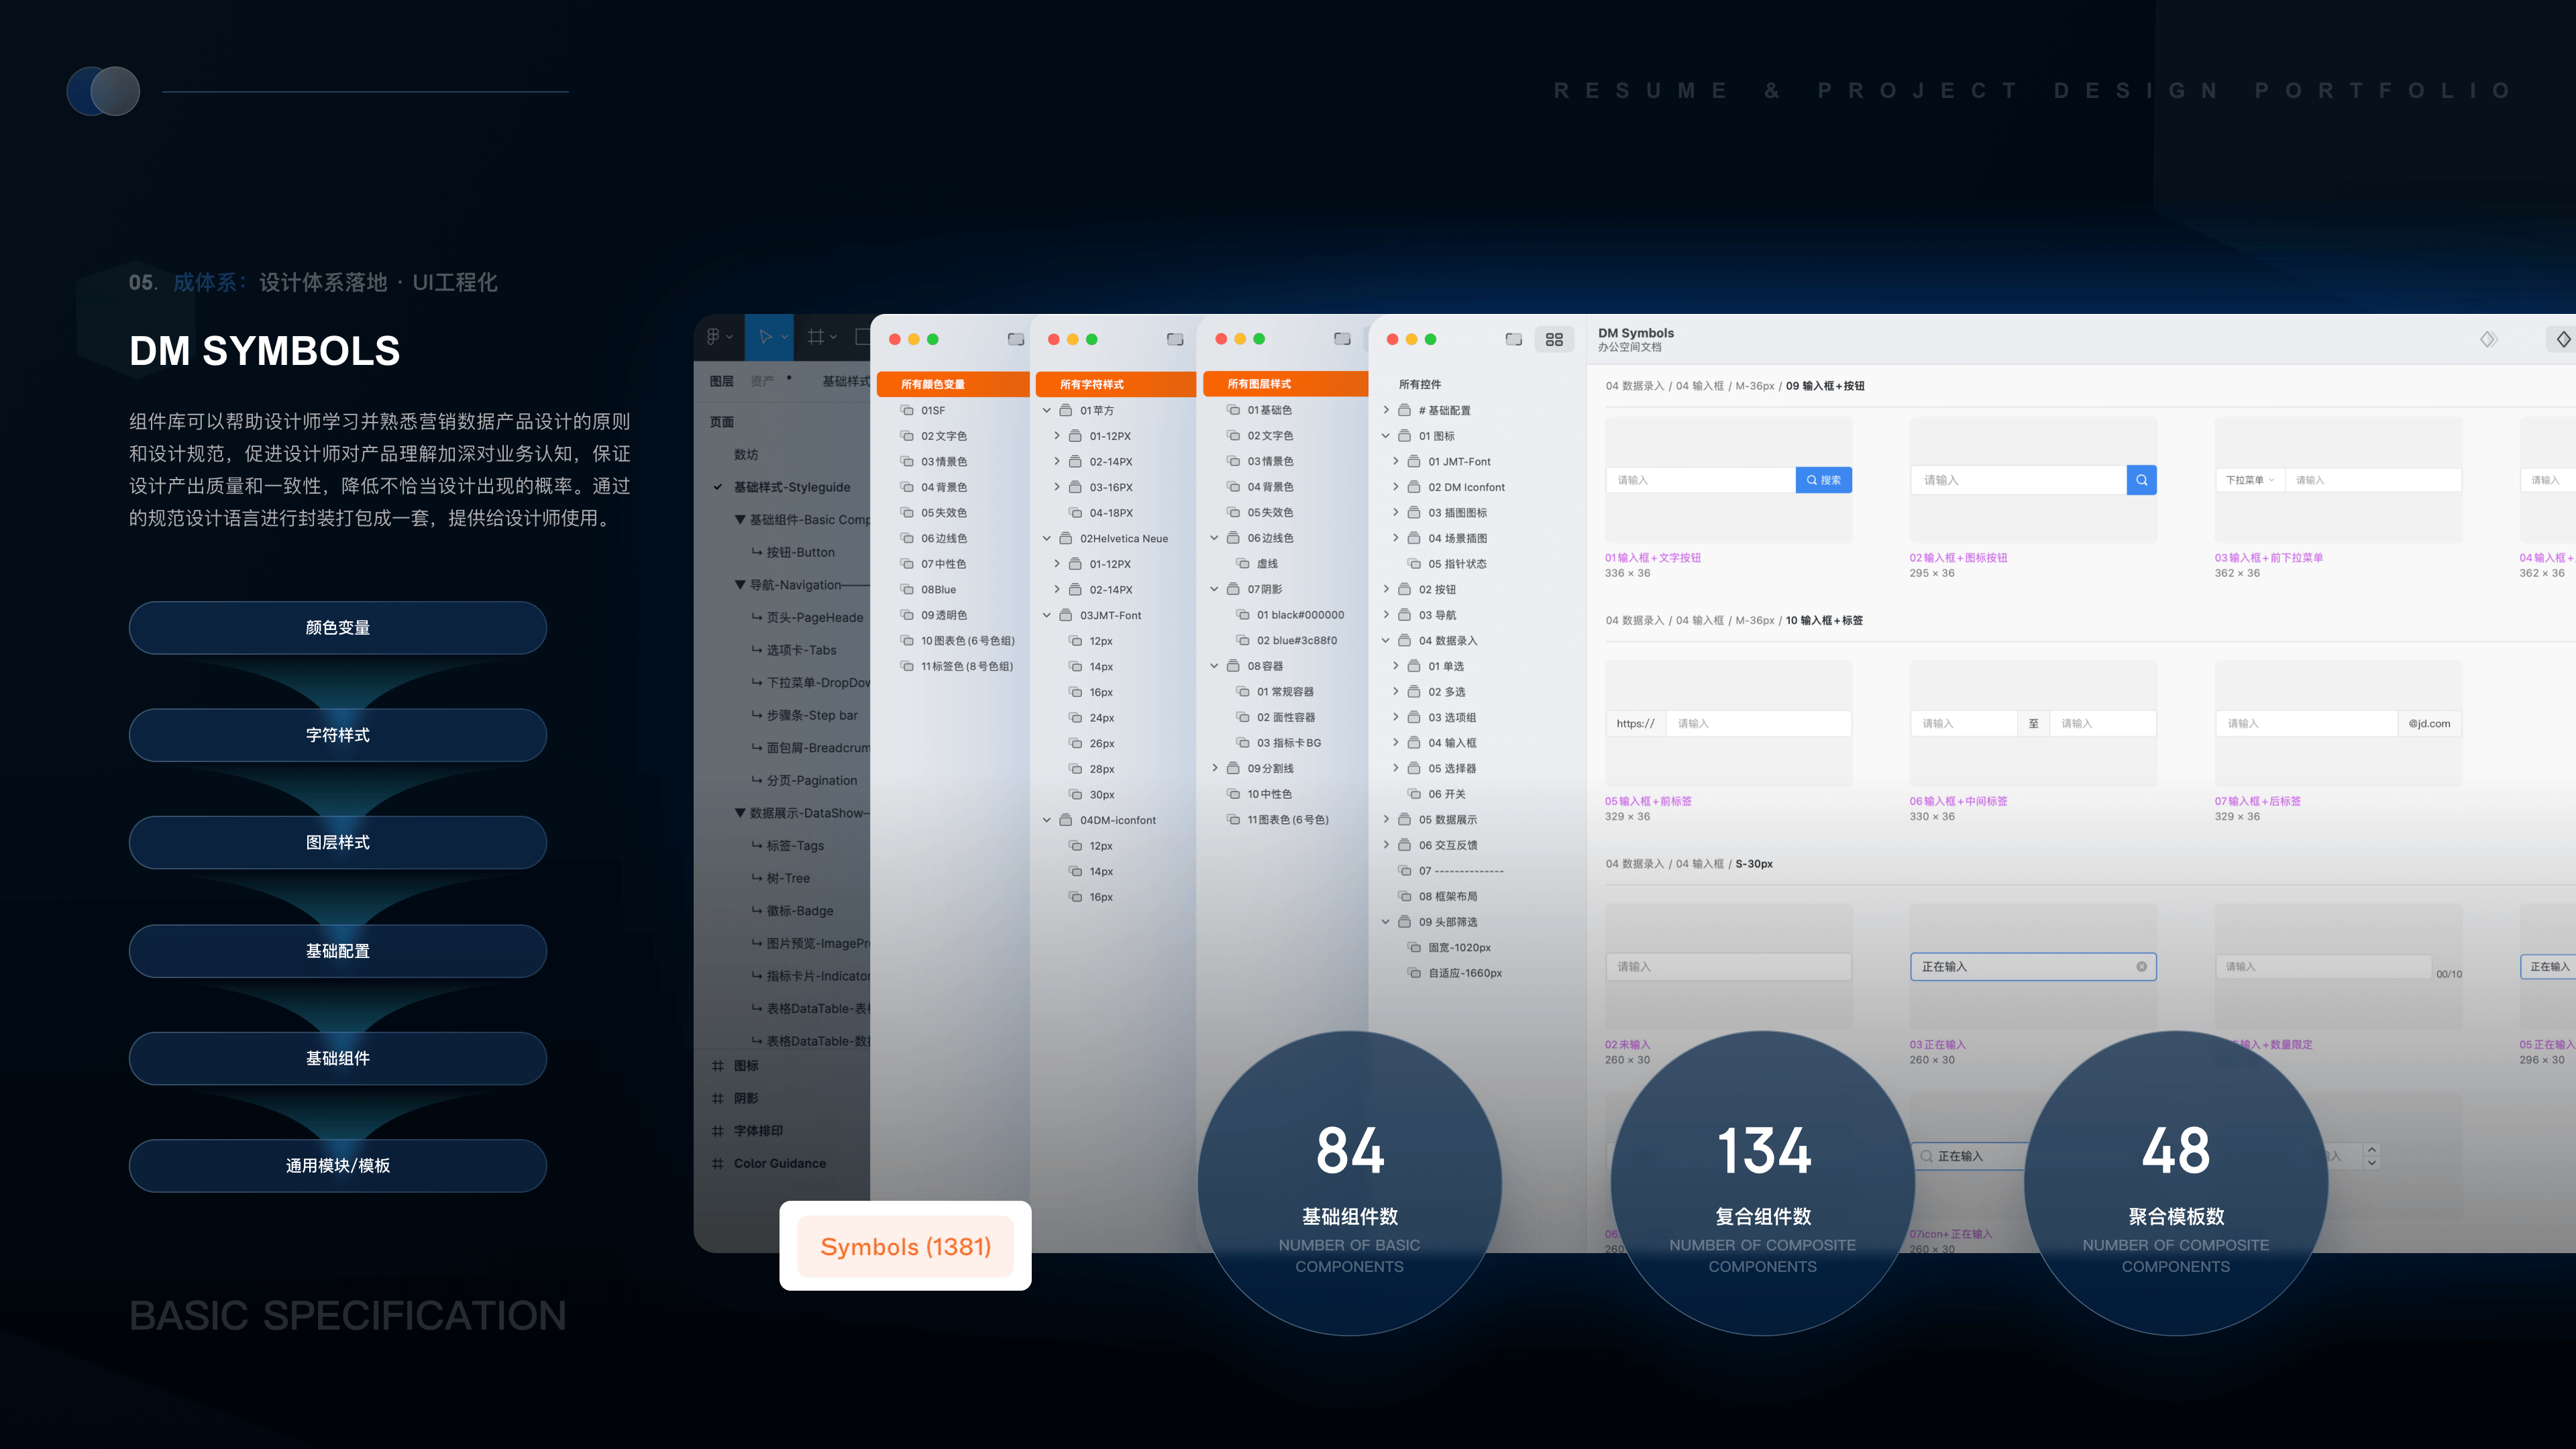 RESUME & PROJECT DESIGN PORTFOLIO
05. 成体系：设计体系落地 · UI工程化
DM SYMBOLS
组件库可以帮助设计师学习并熟悉营销数据产品设计的原则
和设计规范，促进设计师对产品理解加深对业务认知，保证
设计产出质量和一致性，降低不恰当设计出现的概率。通过
的规范设计语言进行封装打包成一套，提供给设计师使用。
颜色变量
字符样式
图层样式
基础配置
基础组件
通用模块/模板
BASIC SPECIFICATION
图层 资产 基础样式
页面
数坊
基础样式-Styleguide
基础组件-Basic Comp
按钮-Button
导航-Navigation
页头-PageHeade
选项卡-Tabs
下拉菜单-DropDow
步骤条-Step bar
面包屑-Breadcrum
分页-Pagination
数据展示-DataShow
标签-Tags
树-Tree
徽标-Badge
图片预览-ImagePr
指标卡片-Indicator
表格DataTable-表
表格DataTable-数
图标
阴影
字体排印
Color Guidance
所有颜色变量
01SF
02文字色
03情景色
04背景色
05失效色
06边线色
07中性色
08Blue
09透明色
10图表色(6号色组)
11标签色(8号色组)
所有字符样式
01苹方
01-12PX
02-14PX
03-16PX
04-18PX
02Helvetica Neue
01-12PX
02-14PX
03JMT-Font
12px
14px
16px
24px
26px
28px
30px
04DM-iconfont
12px
14px
16px
所有图层样式
01基础色
02文字色
03情景色
04背景色
05失效色
06边线色
虚线
07阴影
01 black#000000
02 blue#3c88f0
08容器
01 常规容器
02 面性容器
03 指标卡BG
09分割线
10中性色
11图表色(6号色)
所有控件
# 基础配置
01 图标
01 JMT-Font
02 DM Iconfont
03 插图图标
04 场景插图
05 指针状态
02 按钮
03 导航
04 数据录入
01 单选
02 多选
03 选项组
04 输入框
05 选择器
06 开关
05 数据展示
06 交互反馈
07 --------------
08 框架布局
09 头部筛选
固宽-1020px
自适应-1660px
DM Symbols
办公空间文档
04 数据录入 / 04 输入框 / M-36px / 09 输入框+按钮
请输入 搜索 请输入 下拉菜单 请输入 请输入
01输入框+文字按钮 02输入框+图标按钮 03输入框+前下拉菜单 04输入框+
336 × 36 295 × 36 362 × 36 362 × 36
04 数据录入 / 04 输入框 / M-36px / 10 输入框+标签
https:// 请输入 请输入 至 请输入 请输入 @jd.com
05输入框+前标签 06输入框+中间标签 07输入框+后标签
329 × 36 330 × 36 329 × 36
04 数据录入 / 04 输入框 / S-30px
请输入 正在输入 请输入 00/10 正在输入
02未输入 03正在输入 输入+数量限定 05正在输入
260 × 30 260 × 30 296 × 30
正在输入 入
06 07icon+正在输入
260 260 × 30
Symbols (1381)
84
基础组件数
NUMBER OF BASIC
COMPONENTS
134
复合组件数
NUMBER OF COMPOSITE
COMPONENTS
48
聚合模板数
NUMBER OF COMPOSITE
COMPONENTS